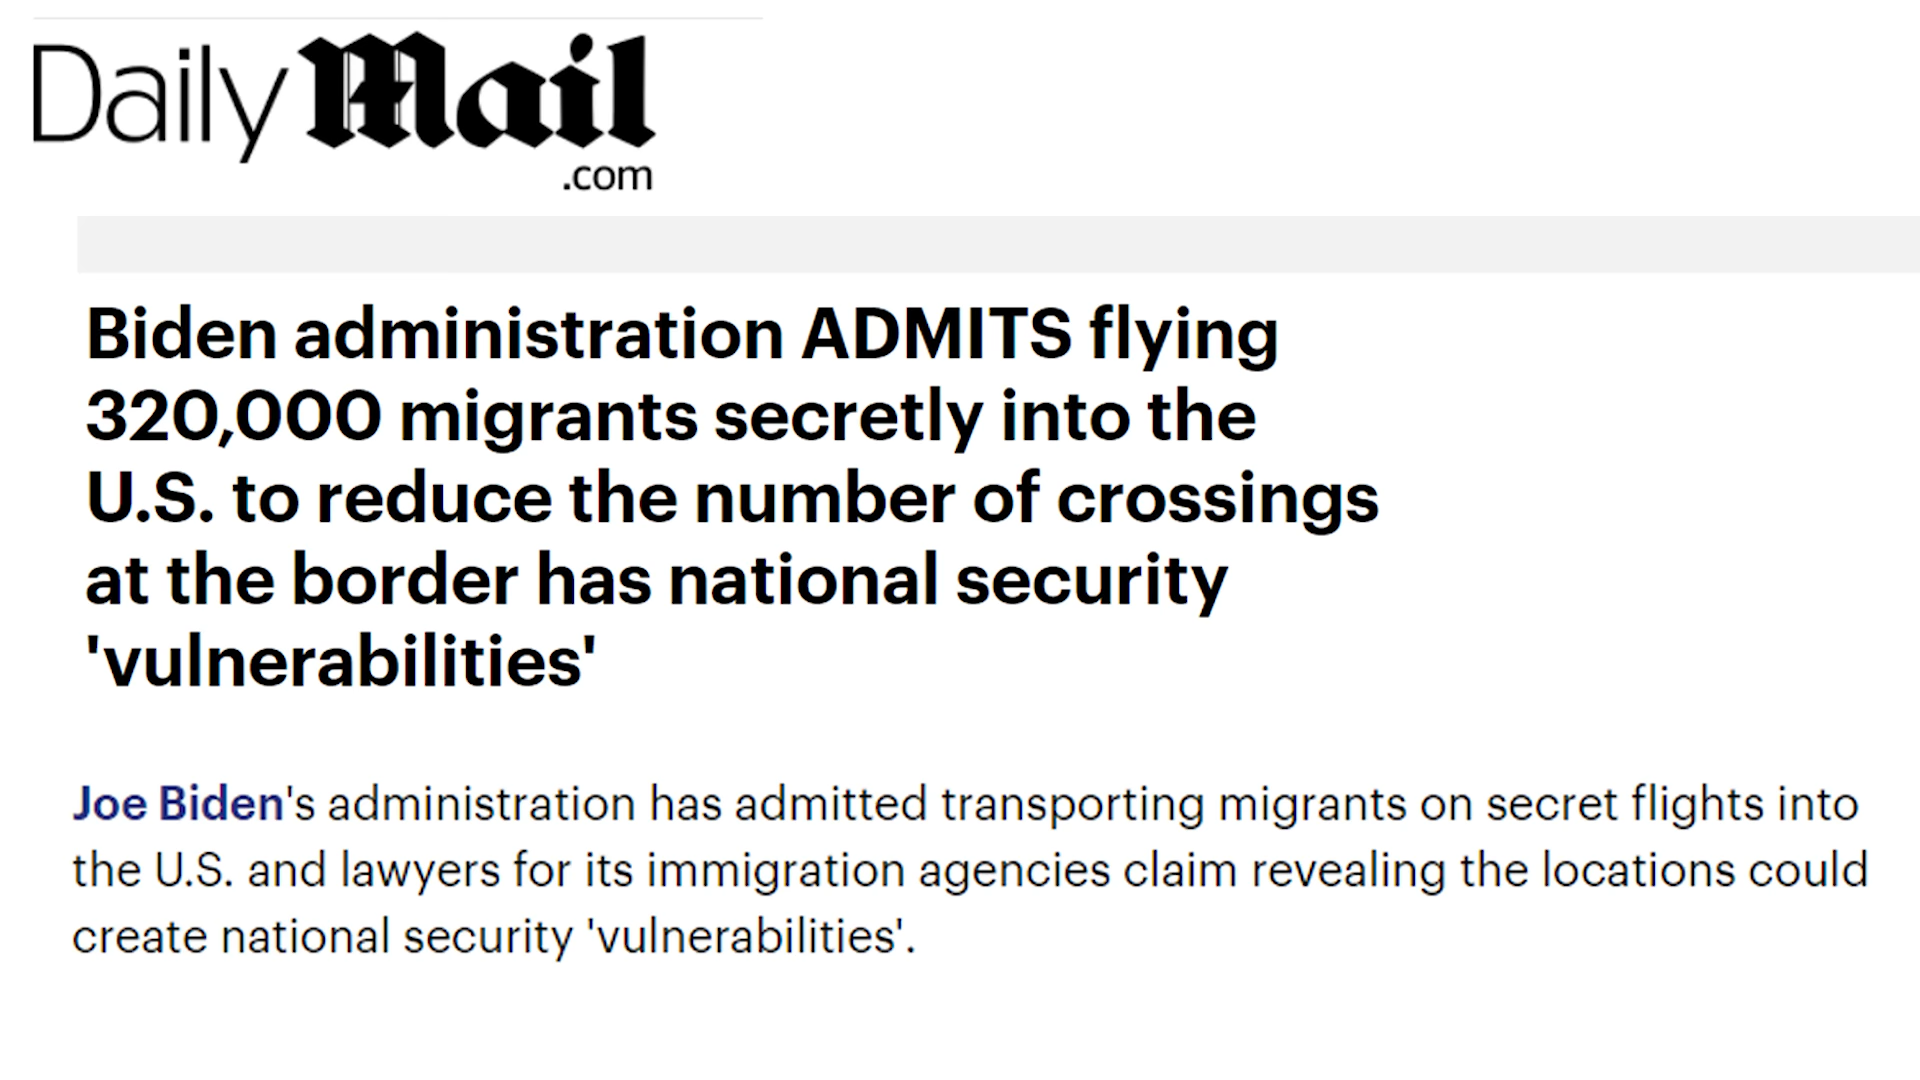 Daily Mail
.com
Biden administration ADMITS flying
320,000 migrants secretly into the
U.S. to reduce the number of crossings
at the border has national security
'vulnerabilities'
Joe Biden's administration has admitted transporting migrants on secret flights into
the U.S. and lawyers for its immigration agencies claim revealing the locations could
create national security 'vulnerabilities'.